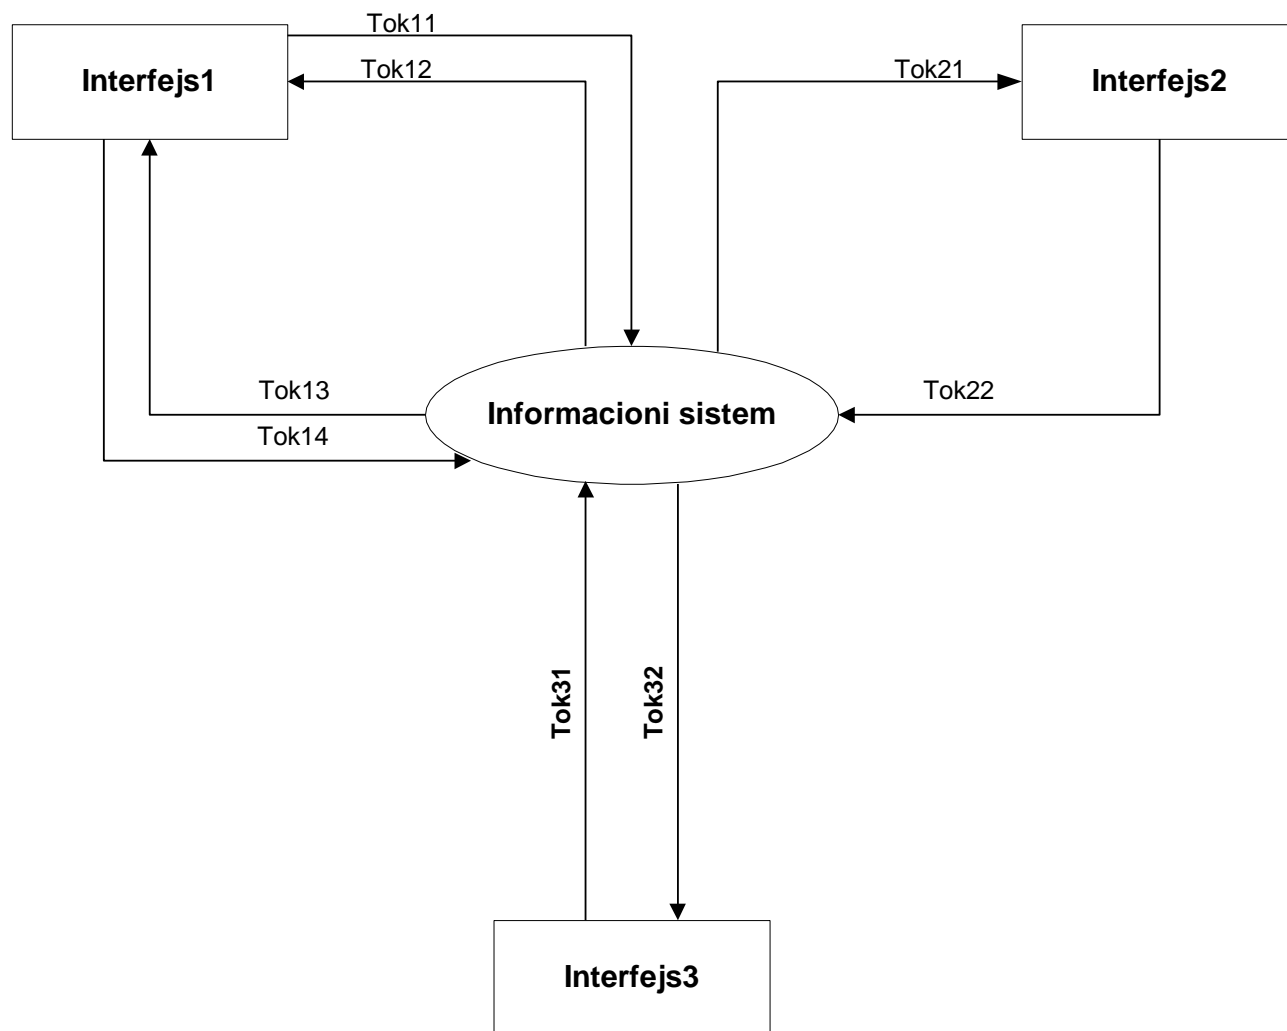 Tok11
Interfejs1
Tok12
Tok21
Interfejs2
Tok13
Tok14
Informacioni sistem
Tok22
Tok31
Tok32
Interfejs3